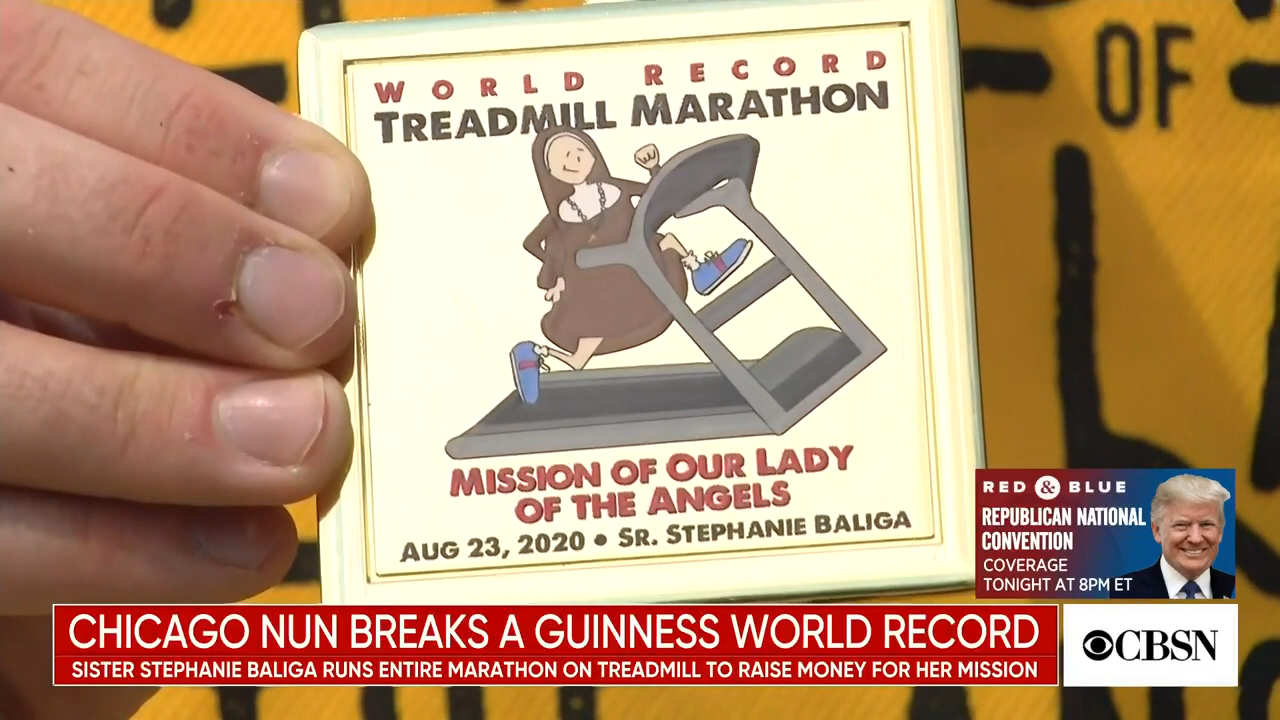 OF
WORLD RECORD
TREADMILL MARATHON
MISSION OF OUR LADY
OF THE ANGELS
AUG 23, 2020 • SR. STEPHANIE BALIGA
RED & BLUE
REPUBLICAN NATIONAL
CONVENTION
COVERAGE
TONIGHT AT 8PM ET
CHICAGO NUN BREAKS A GUINNESS WORLD RECORD
SISTER STEPHANIE BALIGA RUNS ENTIRE MARATHON ON TREADMILL TO RAISE MONEY FOR HER MISSION
CBSN